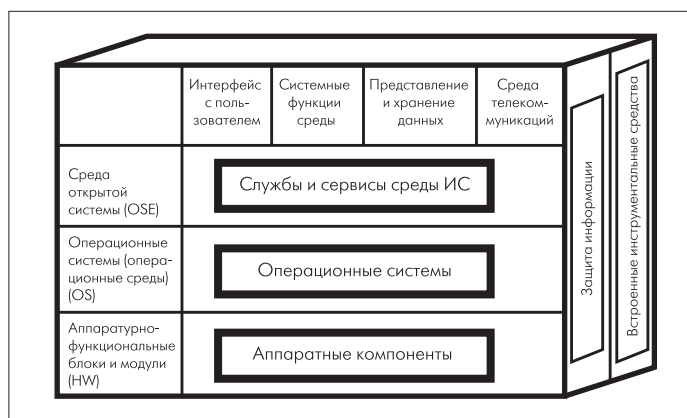 Интерфейс
с поль-
зователем
Системные
функции
среды
Представление
и хранение
данных
Среда
телеком-
муникаций
Среда
открытой
системы (OSE)
Службы и сервисы среды ИС
Операционные
системы (опера-
ционные среды)
(OS)
Операционные системы
Аппаратурно-
функциональные
блоки и модули
(HW)
Аппаратные компоненты
Защита информации
Встроенные инструментальные средства